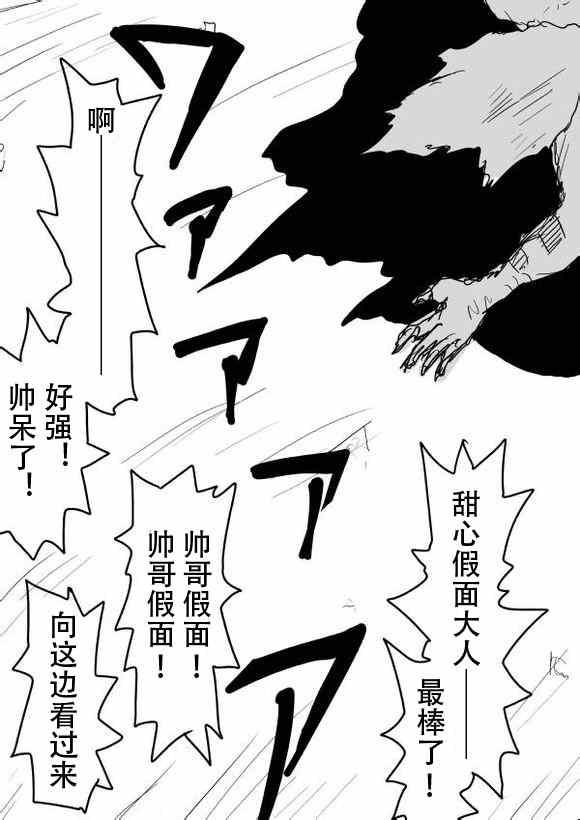 甜心假面大人——
最棒了！
ワァァァァ
帅哥假面！
帅哥假面！
啊——
好强！
帅呆了！
向这边看过来